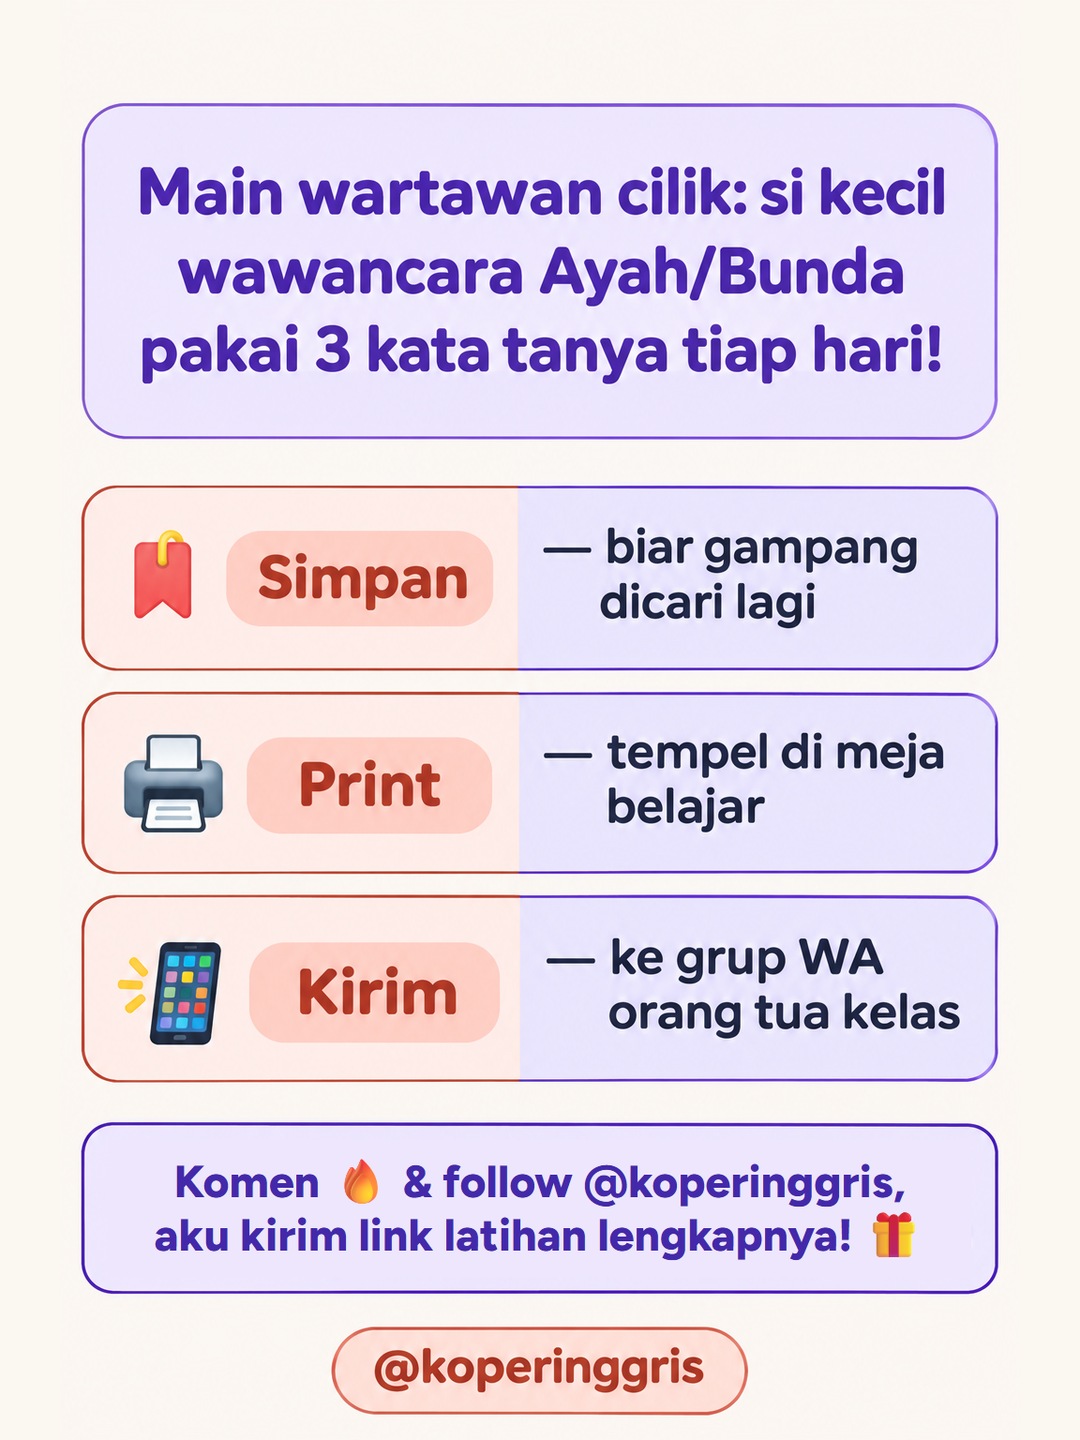 Main wartawan cilik: si kecil
wawancara Ayah/Bunda
pakai 3 kata tanya tiap hari!
Simpan
— biar gampang
dicari lagi
Print
— tempel di meja
belajar
Kirim
— ke grup WA
orang tua kelas
Komen 🔥 & follow @koperinggris,
aku kirim link latihan lengkapnya! 🎁
@koperinggris